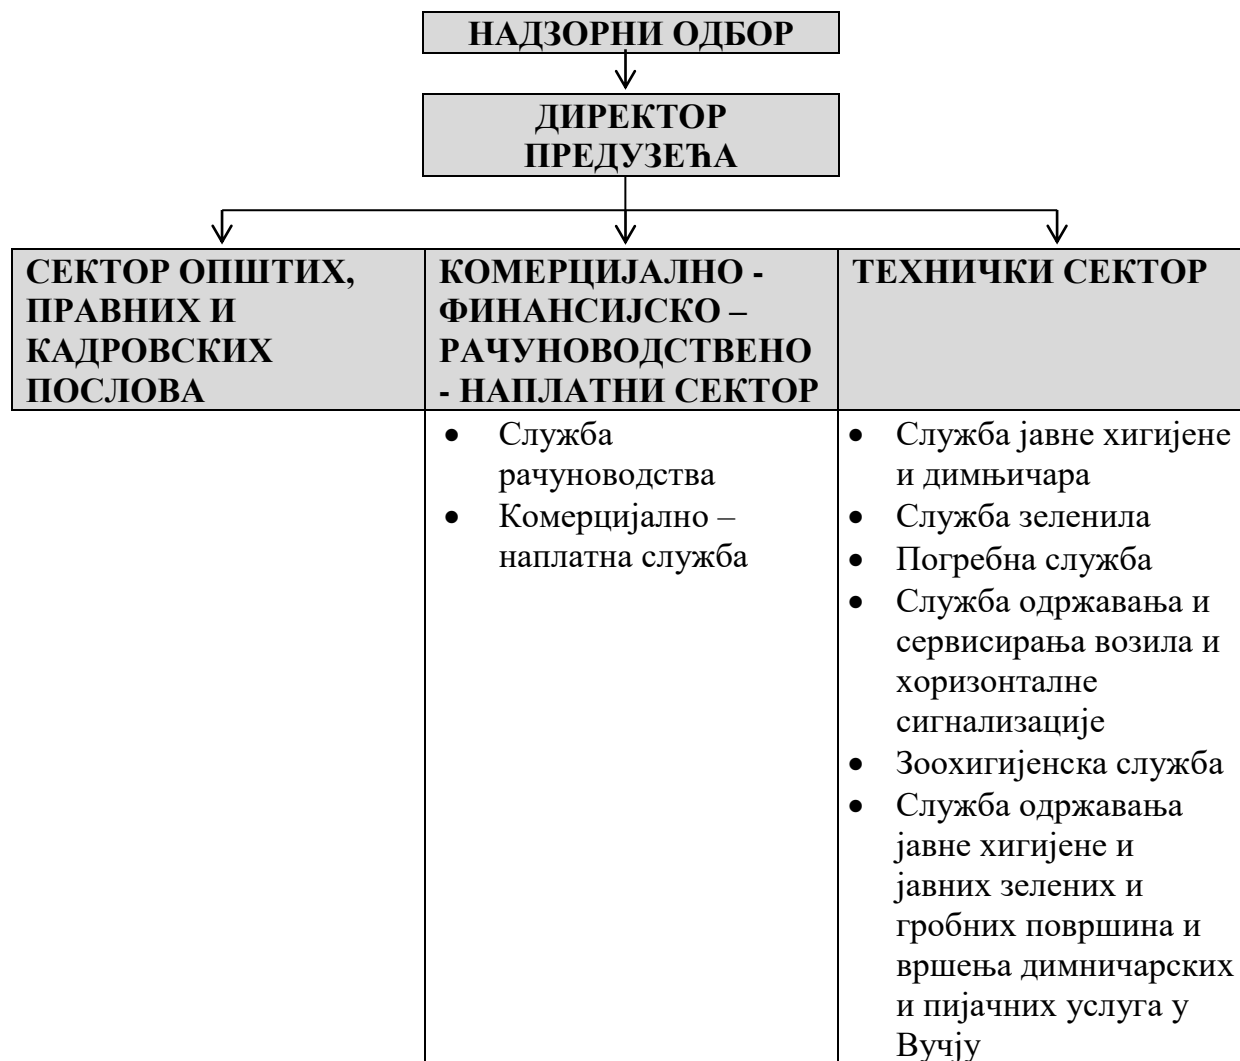 НАДЗОРНИ ОДБОР
ДИРЕКТОР
ПРЕДУЗЕЋА
СЕКТОР ОПШТИХ,
ПРАВНИХ И
КАДРОВСКИХ
ПОСЛОВА
КОМЕРЦИЈАЛНО -
ФИНАНСИЈСКО –
РАЧУНОВОДСТВЕНО
- НАПЛАТНИ СЕКТОР
ТЕХНИЧКИ СЕКТОР
• Служба
рачуноводства
• Комерцијално –
наплатна служба
• Служба јавне хигијене
и димњичара
• Служба зеленила
• Погребна служба
• Служба одржавања и
сервисирања возила и
хоризонталне
сигнализације
• Зоохигијенска служба
• Служба одржавања
јавне хигијене и
јавних зелених и
гробних површина и
вршења димничарских
и пијачних услуга у
Вучју